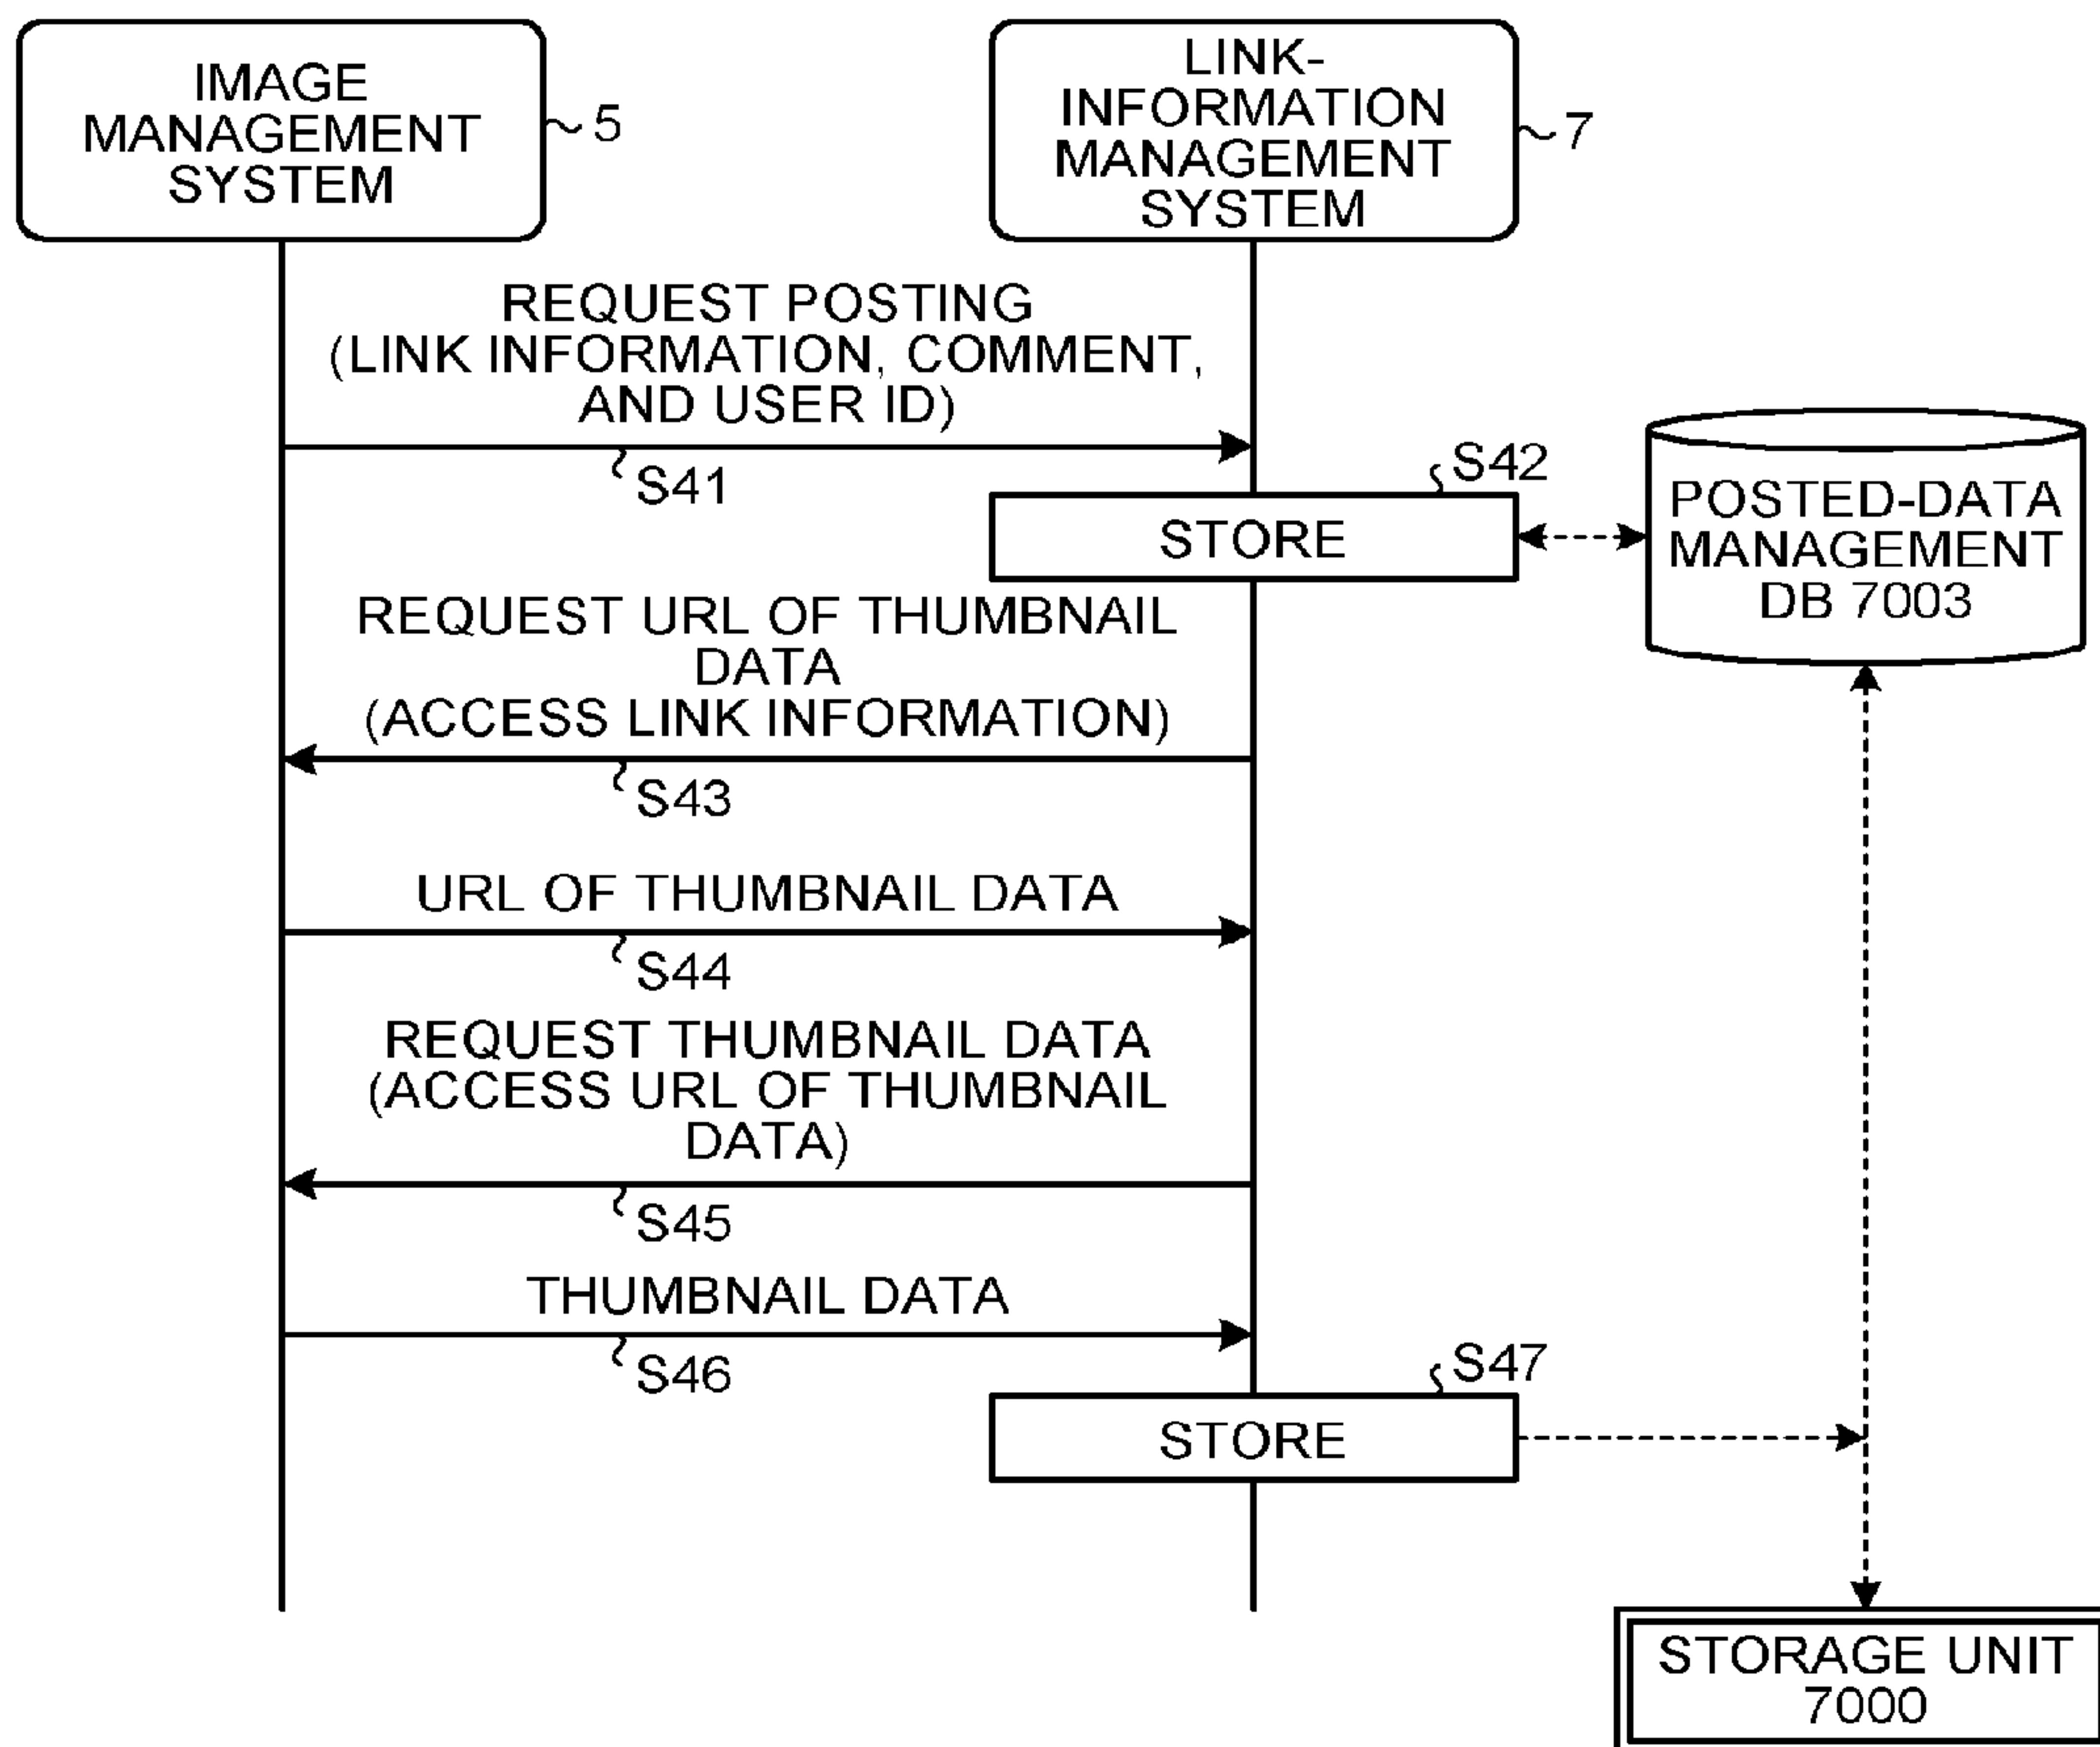 IMAGE
MANAGEMENT
SYSTEM
5
LINK-
INFORMATION
MANAGEMENT
SYSTEM
7
REQUEST POSTING
(LINK INFORMATION, COMMENT,
AND USER ID)
S41
S42
STORE
POSTED-DATA
MANAGEMENT
DB 7003
REQUEST URL OF THUMBNAIL
DATA
(ACCESS LINK INFORMATION)
S43
URL OF THUMBNAIL DATA
S44
REQUEST THUMBNAIL DATA
(ACCESS URL OF THUMBNAIL
DATA)
S45
THUMBNAIL DATA
S46
S47
STORE
STORAGE UNIT
7000